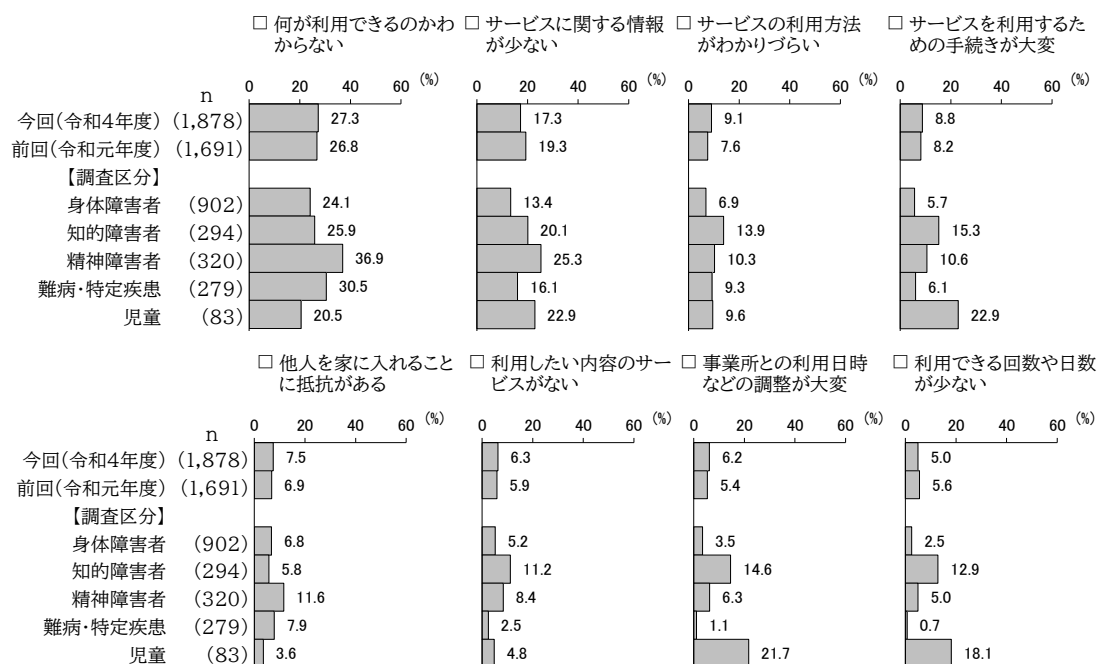 □ 何が利用できるのかわ
からない
□ サービスに関する情報
が少ない
□ サービスの利用方法
がわかりづらい
□ サービスを利用するた
めの手続きが大変
0 20 40 60 (%)
0 20 40 60 (%)
0 20 40 60 (%)
0 20 40 60 (%)
n
今回(令和4年度) (1,878) 27.3 17.3 9.1 8.8
前回(令和元年度) (1,691) 26.8 19.3 7.6 8.2
【調査区分】
身体障害者 (902) 24.1 13.4 6.9 5.7
知的障害者 (294) 25.9 20.1 13.9 15.3
精神障害者 (320) 36.9 25.3 10.3 10.6
難病・特定疾患 (279) 30.5 16.1 9.3 6.1
児童 (83) 20.5 22.9 9.6 22.9
□ 他人を家に入れること
に抵抗がある
□ 利用したい内容のサー
ビスがない
□ 事業所との利用日時
などの調整が大変
□ 利用できる回数や日数
が少ない
0 20 40 60 (%)
0 20 40 60 (%)
0 20 40 60 (%)
0 20 40 60 (%)
n
今回(令和4年度) (1,878) 7.5 6.3 6.2 5.0
前回(令和元年度) (1,691) 6.9 5.9 5.4 5.6
【調査区分】
身体障害者 (902) 6.8 5.2 3.5 2.5
知的障害者 (294) 5.8 11.2 14.6 12.9
精神障害者 (320) 11.6 8.4 6.3 5.0
難病・特定疾患 (279) 7.9 2.5 1.1 0.7
児童 (83) 3.6 4.8 21.7 18.1